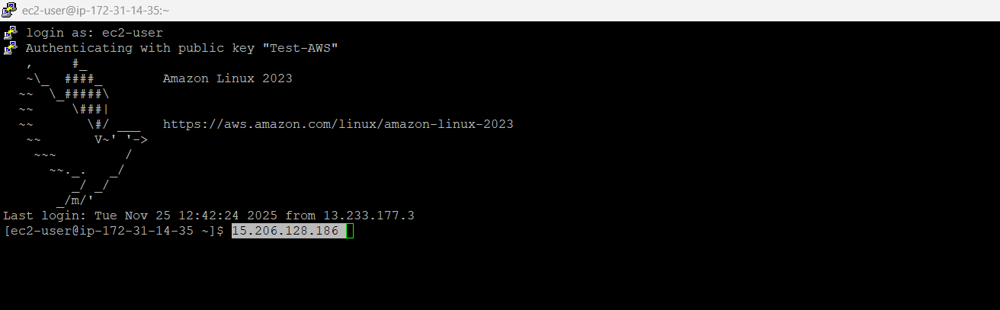 ec2-user@ip-172-31-14-35:~
login as: ec2-user
Authenticating with public key "Test-AWS"
   ,     #_
   ~\_  ####_        Amazon Linux 2023
  ~~  \_#####\
  ~~     \###|
  ~~       \#/ ___   https://aws.amazon.com/linux/amazon-linux-2023
   ~~       V~' '->
    ~~~         /
      ~~._.   _/
         _/ _/
       _/m/'
Last login: Tue Nov 25 12:42:24 2025 from 13.233.177.3
[ec2-user@ip-172-31-14-35 ~]$ 15.206.128.186